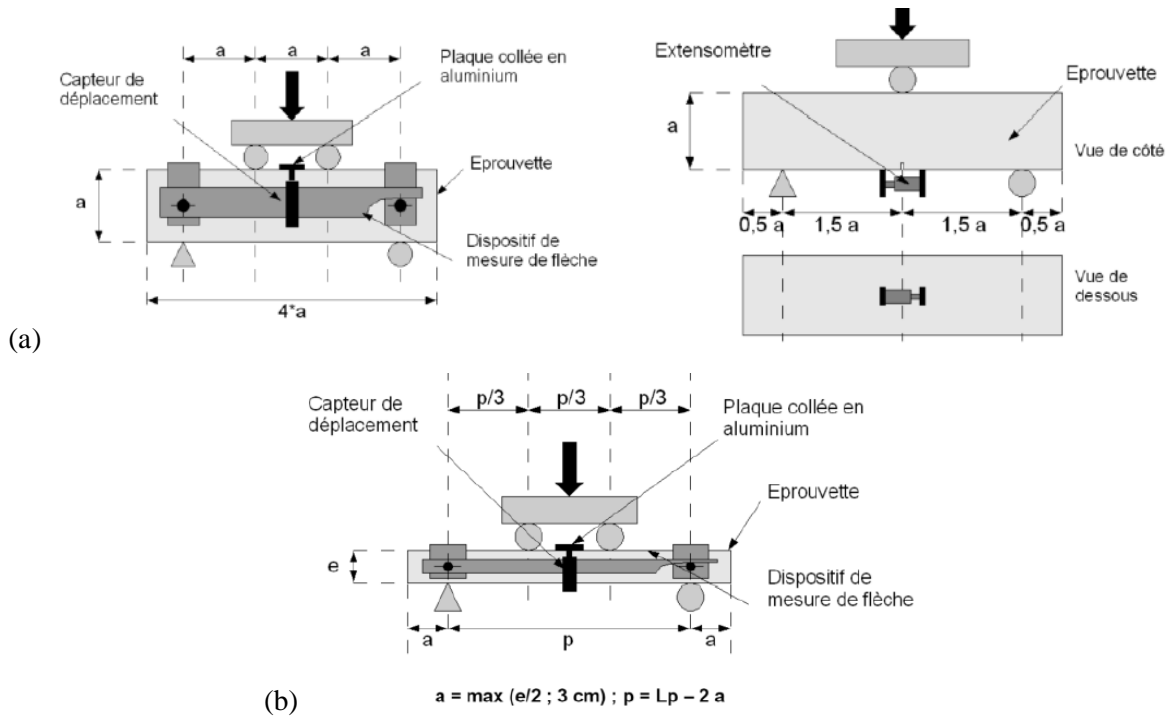 a a a
Capteur de
déplacement
Plaque collée en
aluminium
Eprouvette
a
Dispositif de
mesure de flèche
4*a
Extensomètre
Eprouvette
a
Vue de côté
0,5 a 1,5 a 1,5 a 0,5 a
Vue de
dessous
(a)
p/3 p/3 p/3
Capteur de
déplacement
Plaque collée en
aluminium
Eprouvette
e
Dispositif de
mesure de flèche
a p a
(b) a = max (e/2 ; 3 cm) ; p = Lp – 2 a